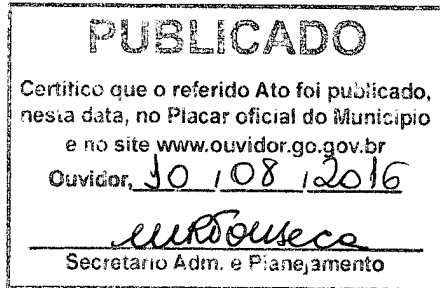 PUBLICADO
Certifico que o referido Ato foi publicado,
nesta data, no Placar oficial do Município
e no site www.ouvidor.go.gov.br
Ouvidor, 10 / 08 / 2016
Secretário Adm. e Planejamento